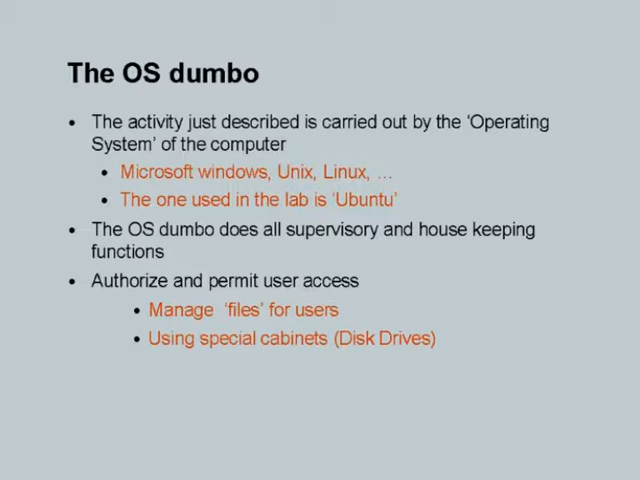 The OS dumbo
• The activity just described is carried out by the ‘Operating
System’ of the computer
• Microsoft windows, Unix, Linux, ...
• The one used in the lab is ‘Ubuntu’
• The OS dumbo does all supervisory and house keeping
functions
• Authorize and permit user access
• Manage ‘files’ for users
• Using special cabinets (Disk Drives)